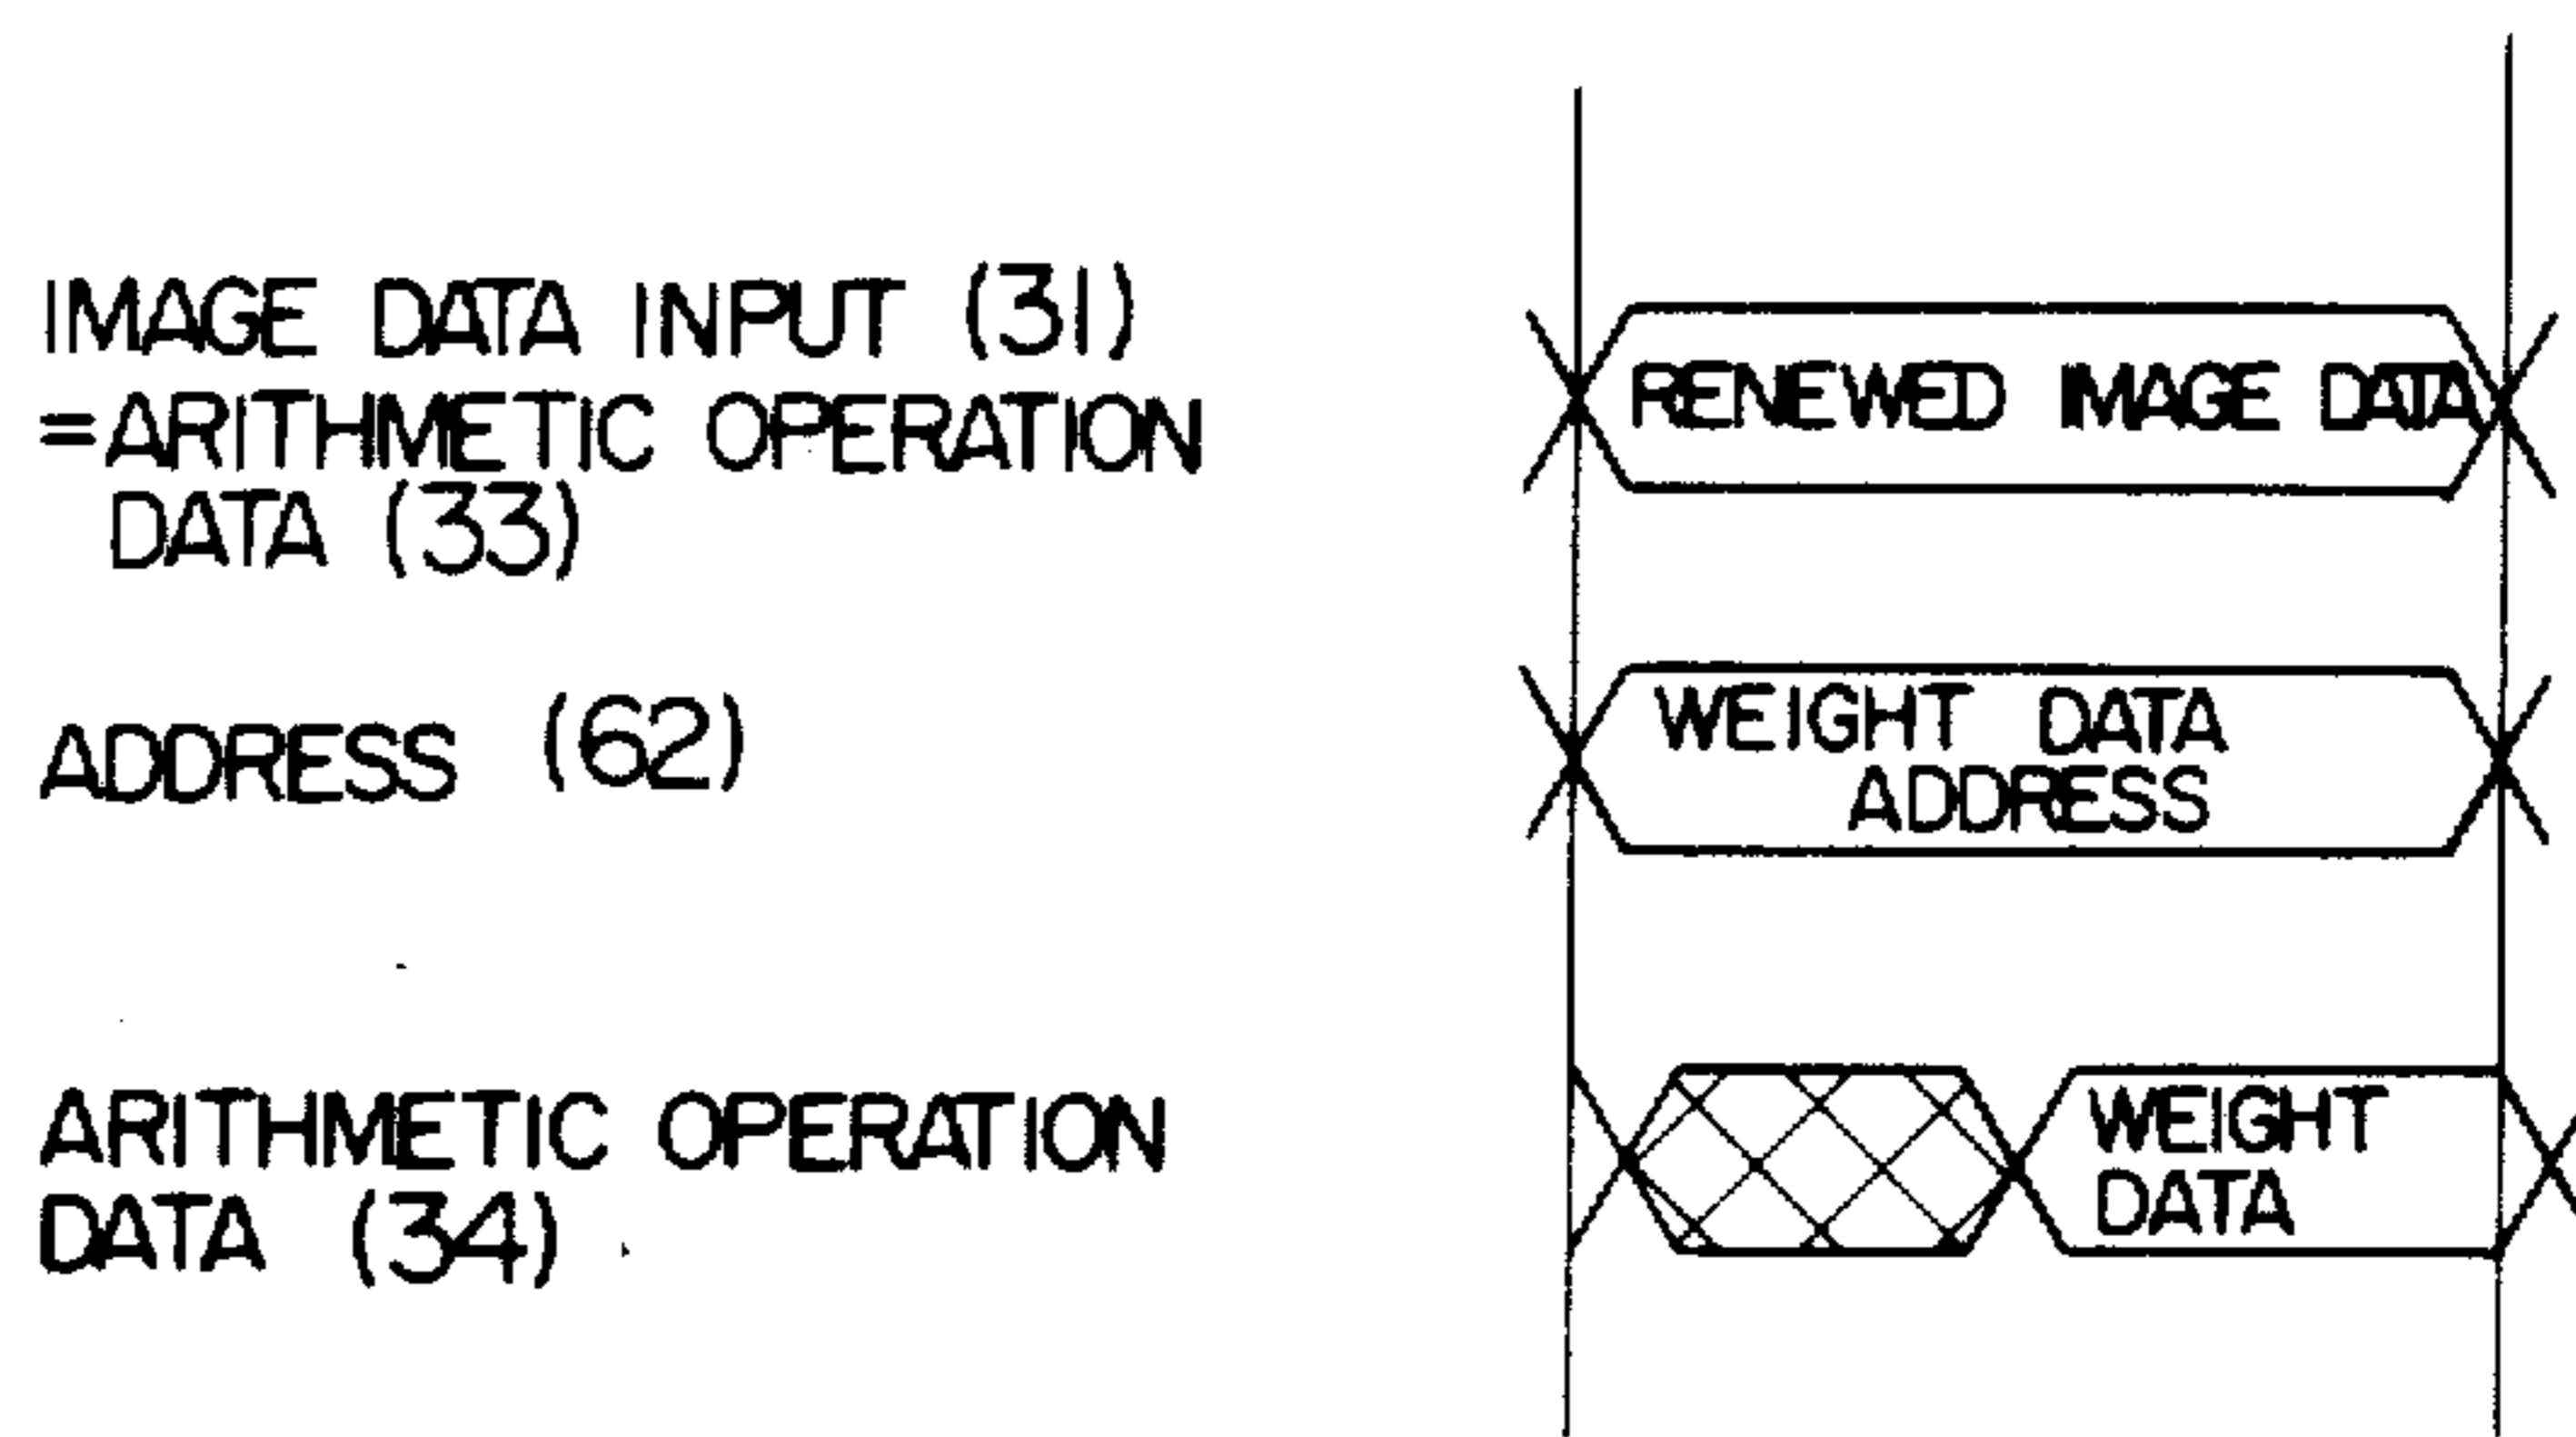 IMAGE DATA INPUT (31)
=ARITHMETIC OPERATION
DATA (33)
RENEWED IMAGE DATA
ADDRESS (62)
WEIGHT DATA
ADDRESS
ARITHMETIC OPERATION
DATA (34)
WEIGHT
DATA